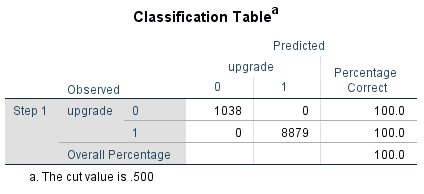 Classification Tableᵃ
Predicted
upgrade
Percentage Correct
Observed
0
1
Step 1 upgrade 0 1038 0 100.0
1 0 8879 100.0
Overall Percentage 100.0
a. The cut value is .500